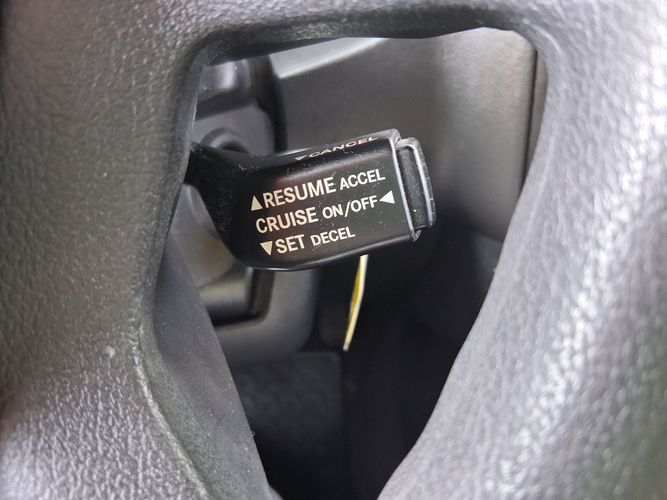 ▼CANCEL
▲RESUME ACCEL
CRUISE ON/OFF◀
▼SET DECEL